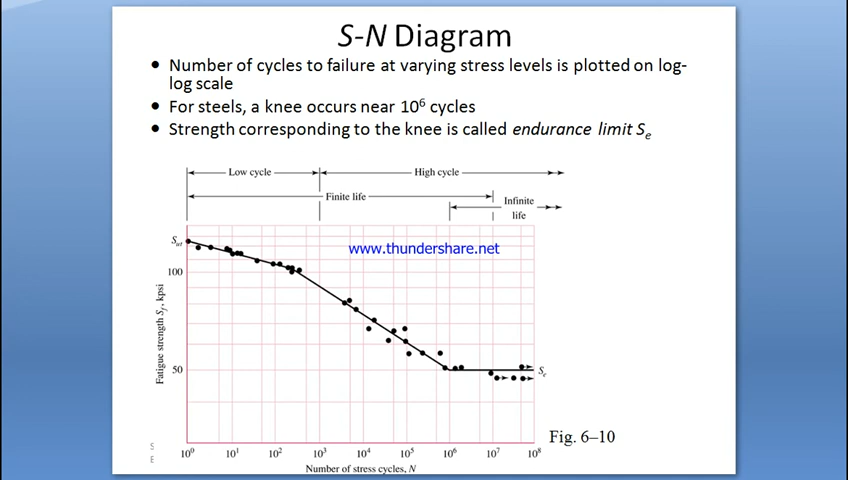 S-N Diagram
• Number of cycles to failure at varying stress levels is plotted on log-
log scale
• For steels, a knee occurs near 10⁶ cycles
• Strength corresponding to the knee is called endurance limit Se
Low cycle
High cycle
Finite life
Infinite
life
www.thundershare.net
Sut
100
50
Se
Fatigue strength Sf, kpsi
10⁰ 10¹ 10² 10³ 10⁴ 10⁵ 10⁶ 10⁷ 10⁸
Number of stress cycles, N
Fig. 6–10
S
E